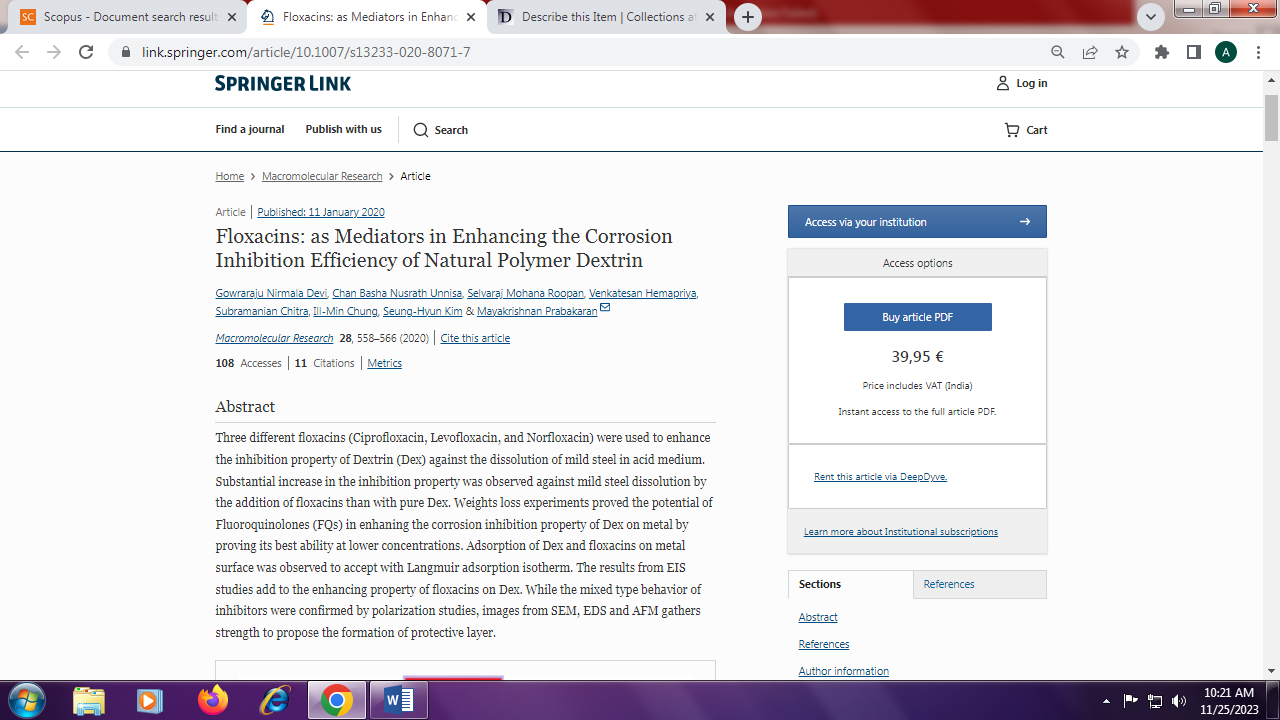 Scopus - Document search result
Floxacins: as Mediators in Enhanc
Describe this Item | Collections a
link.springer.com/article/10.1007/s13233-020-8071-7
A
SPRINGER LINK
Log in
Find a journal
Publish with us
Search
Cart
Home > Macromolecular Research > Article
Article | Published: 11 January 2020
Floxacins: as Mediators in Enhancing the Corrosion
Inhibition Efficiency of Natural Polymer Dextrin
Gowraraju Nirmala Devi, Chan Basha Nusrath Unnisa, Selvaraj Mohana Roopan, Venkatesan Hemapriya,
Subramanian Chitra, Ill-Min Chung, Seung-Hyun Kim & Mayakrishnan Prabakaran
Macromolecular Research 28, 558–566 (2020) | Cite this article
108 Accesses | 11 Citations | Metrics
Abstract
Three different floxacins (Ciprofloxacin, Levofloxacin, and Norfloxacin) were used to enhance
the inhibition property of Dextrin (Dex) against the dissolution of mild steel in acid medium.
Substantial increase in the inhibition property was observed against mild steel dissolution by
the addition of floxacins than with pure Dex. Weights loss experiments proved the potential of
Fluoroquinolones (FQs) in enhaning the corrosion inhibition property of Dex on metal by
proving its best ability at lower concentrations. Adsorption of Dex and floxacins on metal
surface was observed to accept with Langmuir adsorption isotherm. The results from EIS
studies add to the enhancing property of floxacins on Dex. While the mixed type behavior of
inhibitors were confirmed by polarization studies, images from SEM, EDS and AFM gathers
strength to propose the formation of protective layer.
Access via your institution
Access options
Buy article PDF
39,95 €
Price includes VAT (India)
Instant access to the full article PDF.
Rent this article via DeepDyve.
Learn more about Institutional subscriptions
Sections
References
Abstract
References
Author information
10:21 AM
11/25/2023